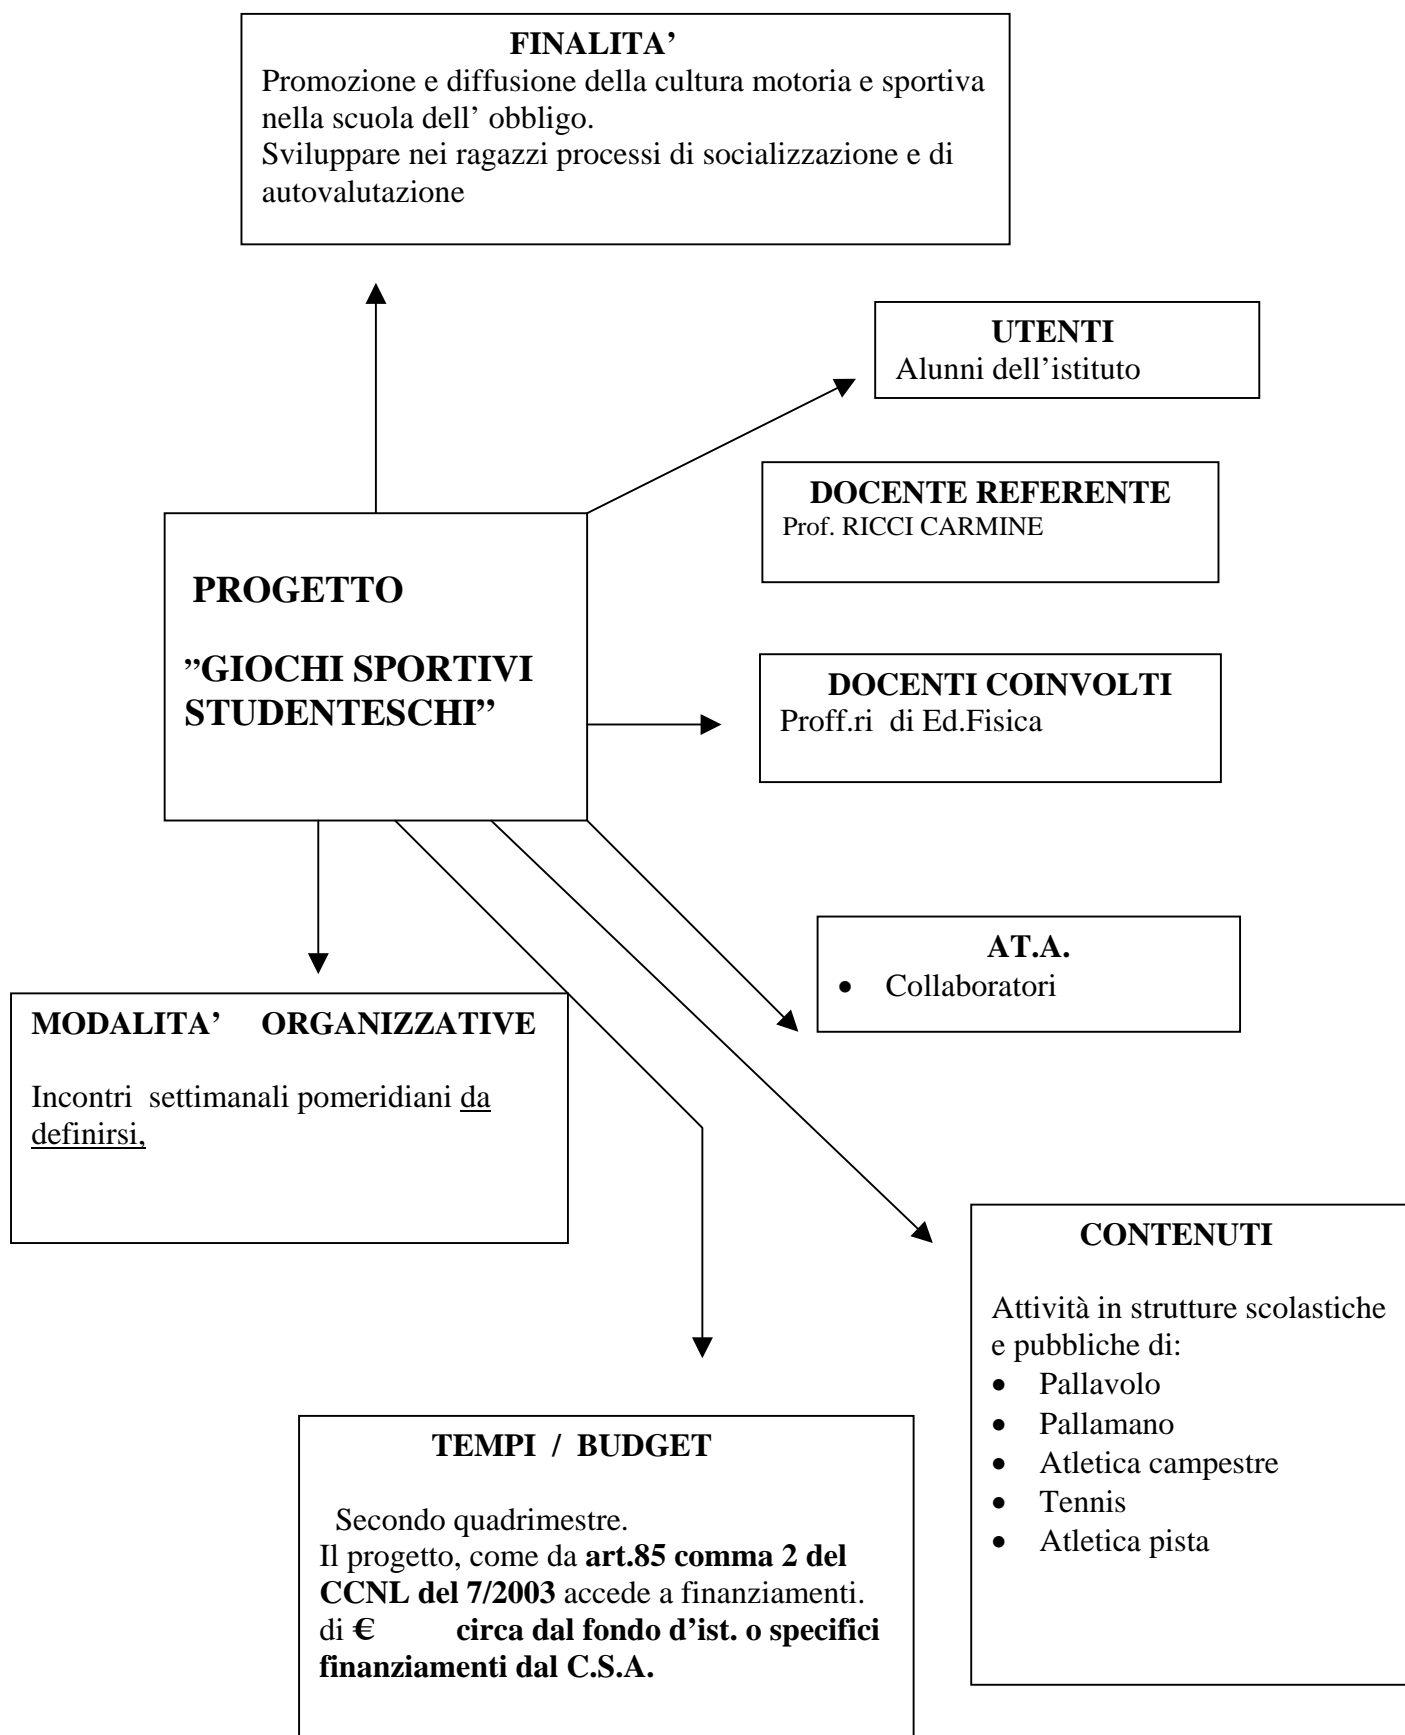 FINALITA’
Promozione e diffusione della cultura motoria e sportiva
nella scuola dell’ obbligo.
Sviluppare nei ragazzi processi di socializzazione e di
autovalutazione
UTENTI
Alunni dell’istituto
DOCENTE REFERENTE
Prof. RICCI CARMINE
PROGETTO
”GIOCHI SPORTIVI
STUDENTESCHI”
DOCENTI COINVOLTI
Proff.ri di Ed.Fisica
AT.A.
• Collaboratori
MODALITA’ ORGANIZZATIVE
Incontri settimanali pomeridiani da
definirsi,
CONTENUTI
Attività in strutture scolastiche
e pubbliche di:
• Pallavolo
• Pallamano
• Atletica campestre
• Tennis
• Atletica pista
TEMPI / BUDGET
Secondo quadrimestre.
Il progetto, come da art.85 comma 2 del
CCNL del 7/2003 accede a finanziamenti.
di € circa dal fondo d’ist. o specifici
finanziamenti dal C.S.A.